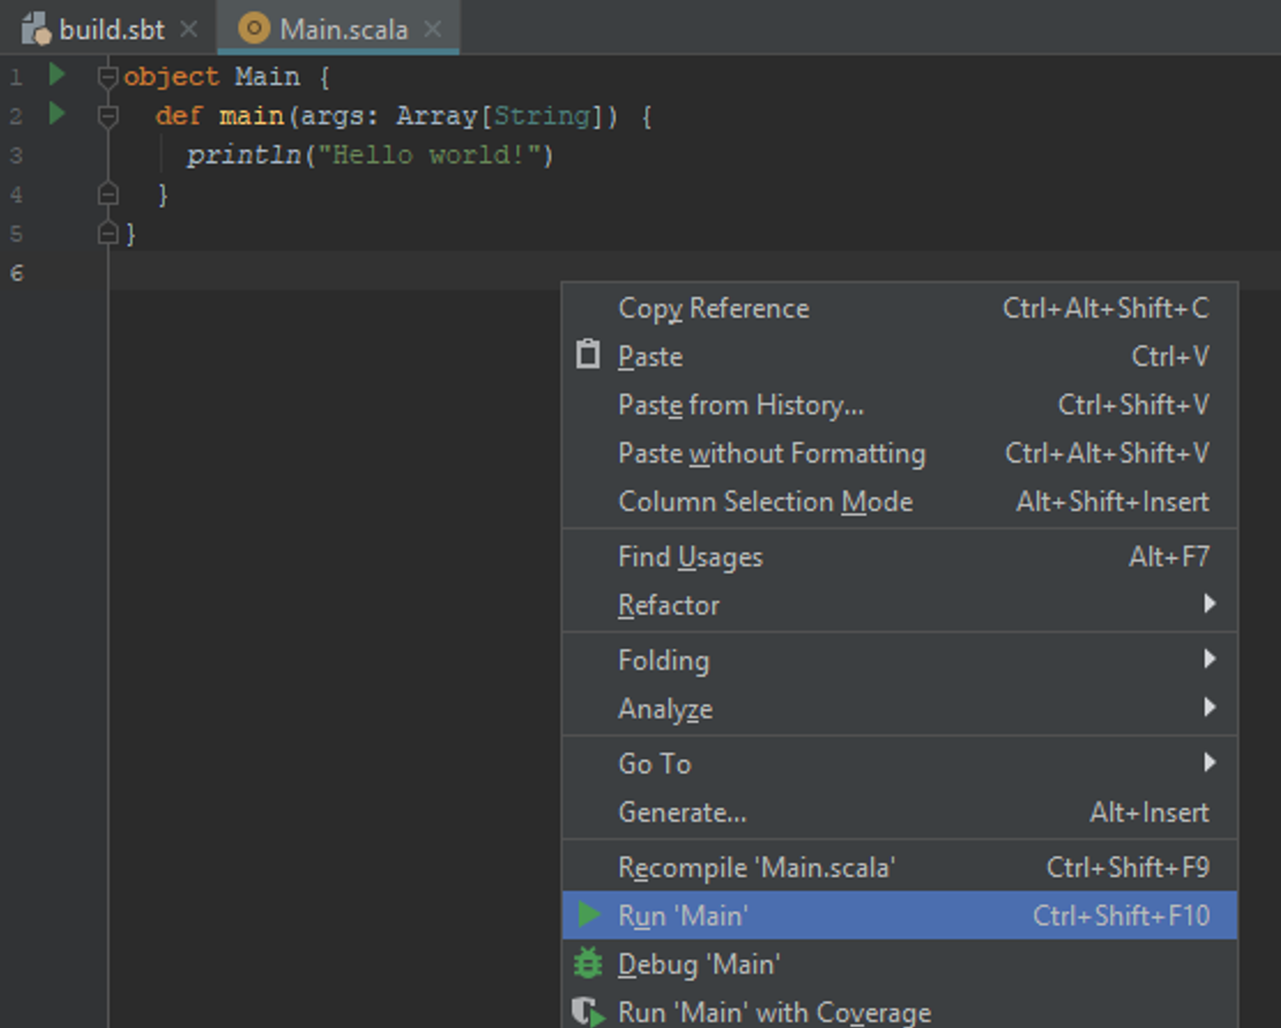 build.sbt Main.scala
1 object Main {
2 def main(args: Array[String]) {
3 println("Hello world!")
4 }
5 }
6
Copy Reference Ctrl+Alt+Shift+C
Paste Ctrl+V
Paste from History... Ctrl+Shift+V
Paste without Formatting Ctrl+Alt+Shift+V
Column Selection Mode Alt+Shift+Insert
Find Usages Alt+F7
Refactor
Folding
Analyze
Go To
Generate... Alt+Insert
Recompile 'Main.scala' Ctrl+Shift+F9
Run 'Main' Ctrl+Shift+F10
Debug 'Main'
Run 'Main' with Coverage